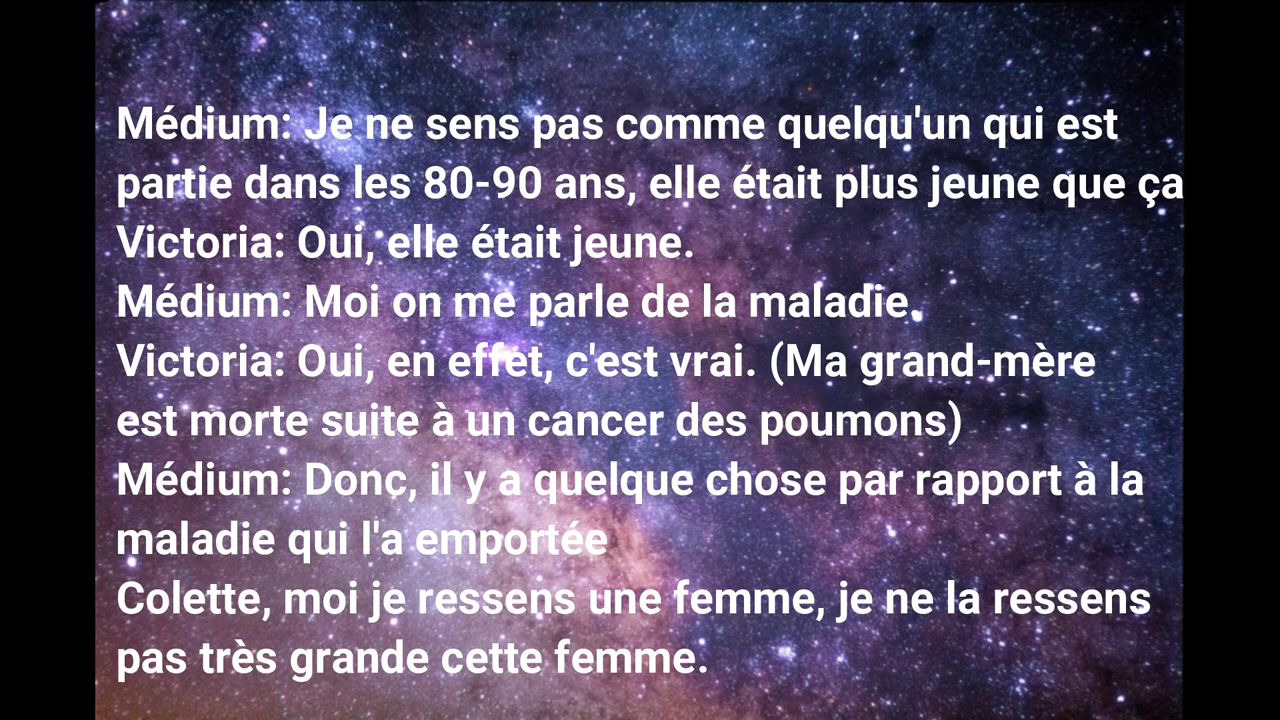 Médium: Je ne sens pas comme quelqu'un qui est
partie dans les 80-90 ans, elle était plus jeune que ça
Victoria: Oui, elle était jeune.
Médium: Moi on me parle de la maladie.
Victoria: Oui, en effet, c'est vrai. (Ma grand-mère
est morte suite à un cancer des poumons)
Médium: Donc, il y a quelque chose par rapport à la
maladie qui l'a emportée
Colette, moi je ressens une femme, je ne la ressens
pas très grande cette femme.